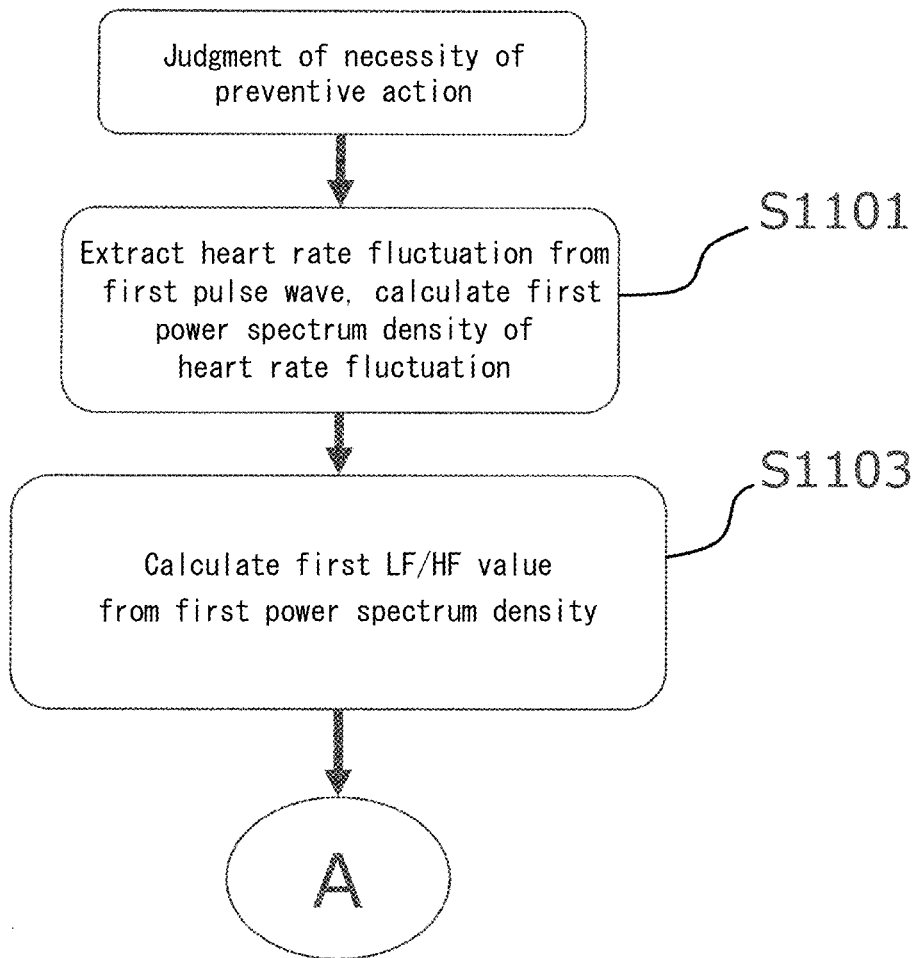 Judgment of necessity of
preventive action
S1101
Extract heart rate fluctuation from
first pulse wave, calculate first
power spectrum density of
heart rate fluctuation
S1103
Calculate first LF/HF value
from first power spectrum density
A